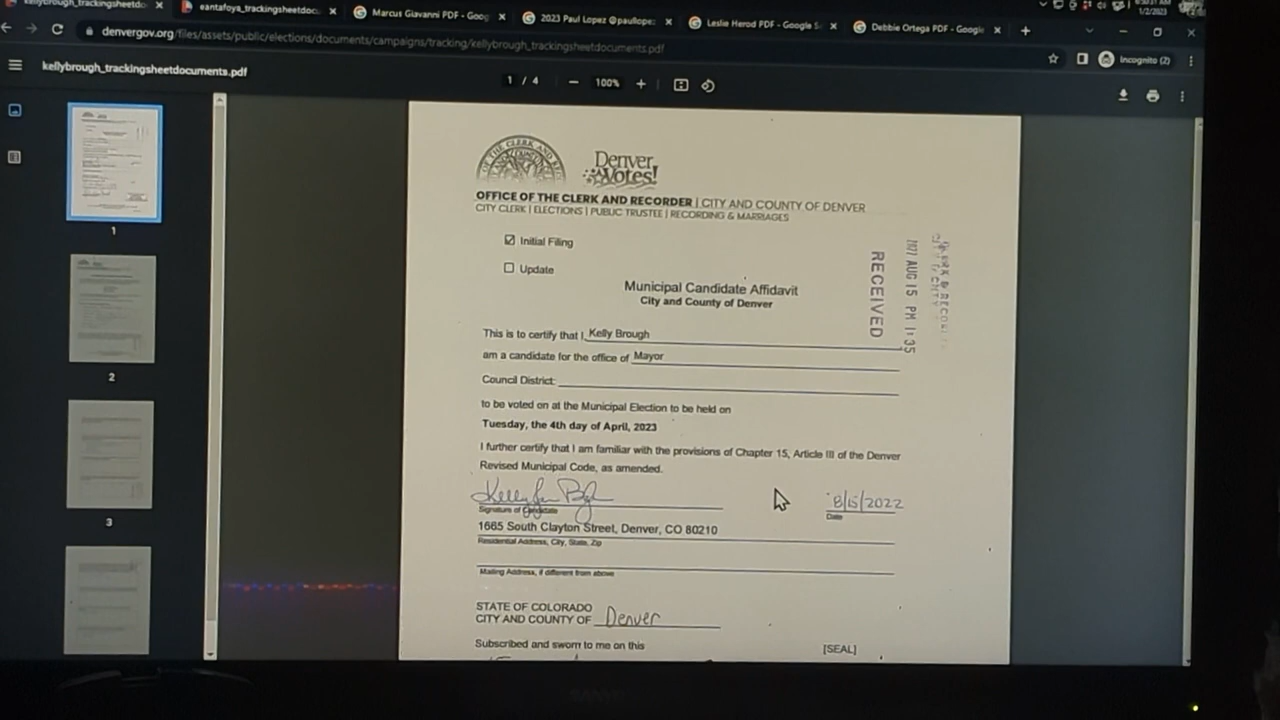 kellybrough_trackingsheetdo
eantafoya_trackingsheetdoc
Marcus Giavanni PDF - Goog
2023 Paul Lopez @paullope
Leslie Herod PDF - Google S
Debbie Ortega PDF - Google
1/2/2023
denvergov.org/files/assets/public/elections/documents/campaigns/tracking/kellybrough_trackingsheetdocuments.pdf
Incognito (2)
kellybrough_trackingsheetdocuments.pdf
1 / 4
100%
1
2
3
Denver
Votes!
OFFICE OF THE CLERK AND RECORDER | CITY AND COUNTY OF DENVER
CITY CLERK | ELECTIONS | PUBLIC TRUSTEE | RECORDING & MARRIAGES
Initial Filing
Update
RECEIVED
2022 AUG 15 PM 1:35
Municipal Candidate Affidavit
City and County of Denver
This is to certify that I, Kelly Brough
am a candidate for the office of Mayor
Council District:
to be voted on at the Municipal Election to be held on
Tuesday, the 4th day of April, 2023
I further certify that I am familiar with the provisions of Chapter 15, Article III of the Denver
Revised Municipal Code, as amended.
8/15/2022
Signature of Candidate
Date
1665 South Clayton Street, Denver, CO 80210
Residential Address, City, State, Zip
Mailing Address, if different from above
STATE OF COLORADO
CITY AND COUNTY OF Denver
Subscribed and sworn to me on this
[SEAL]